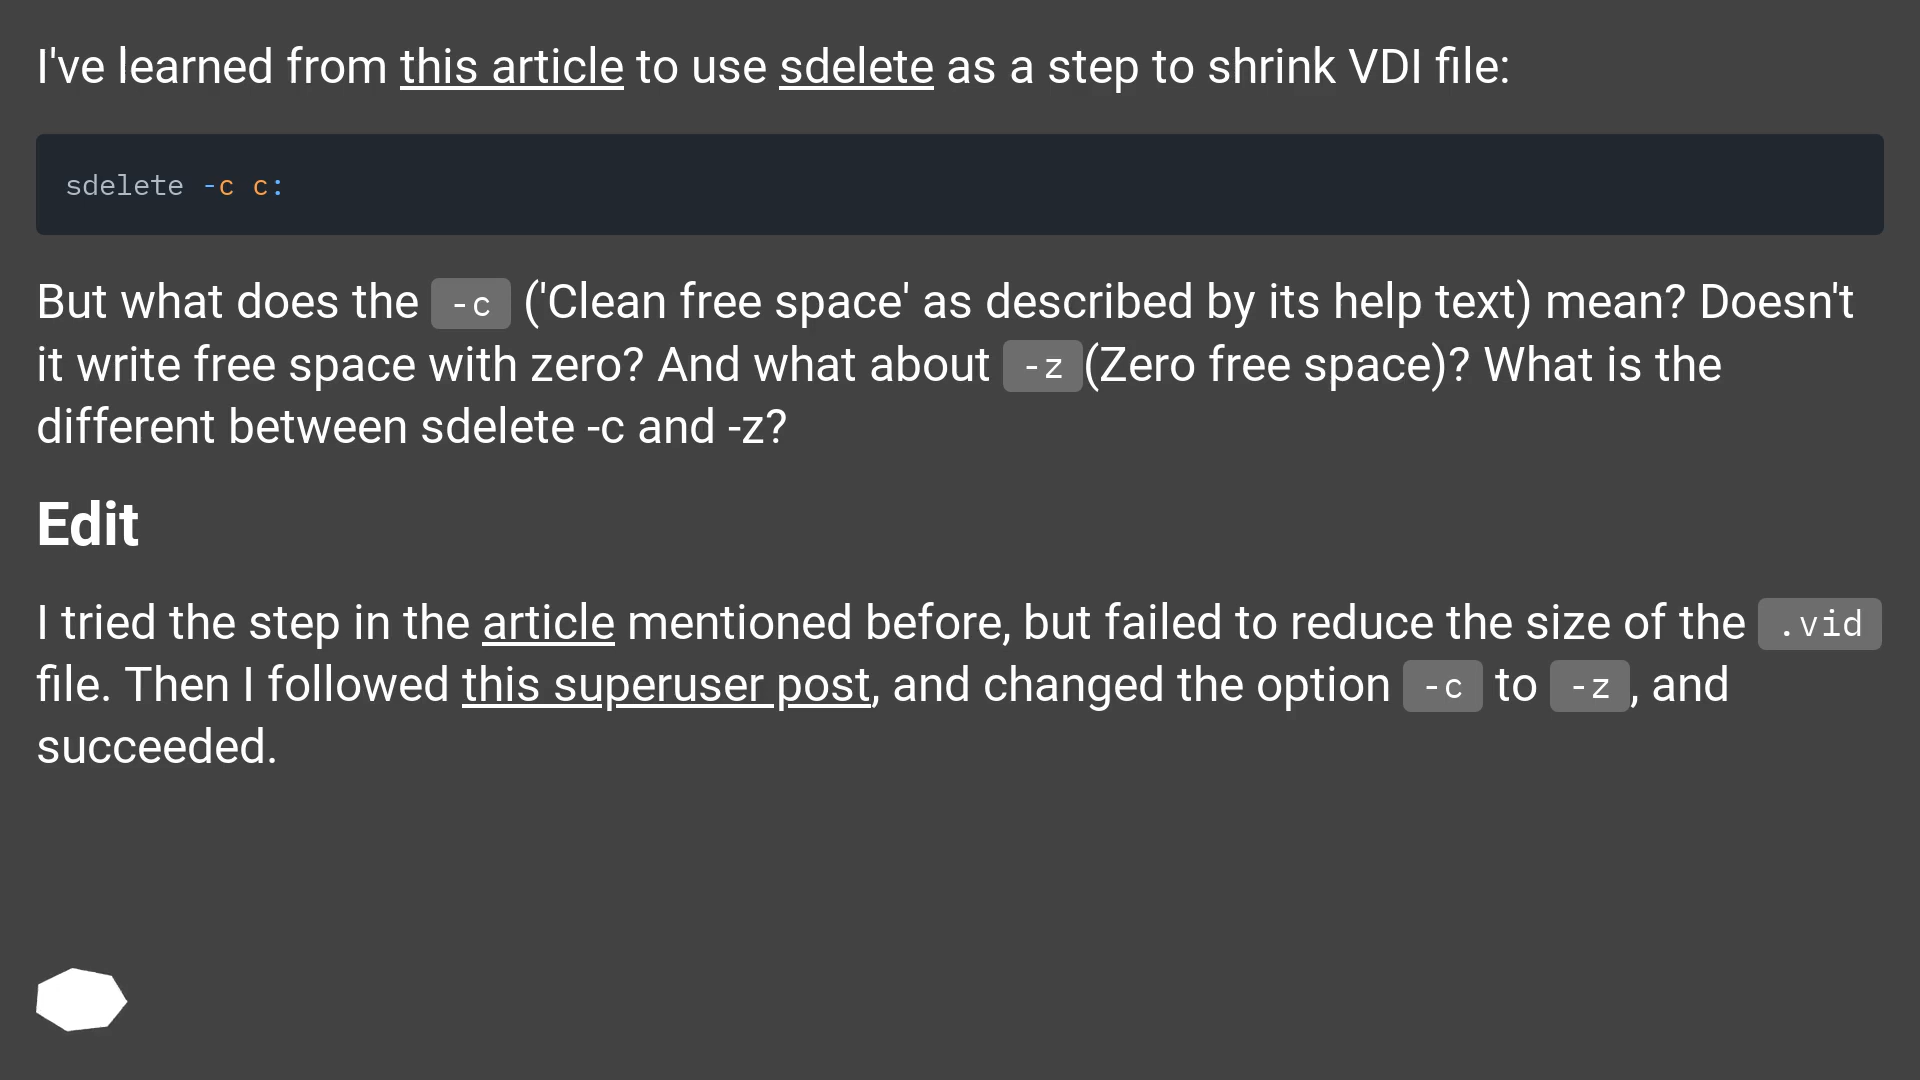 I've learned from this article to use sdelete as a step to shrink VDI file:
sdelete -c c:
But what does the -c ('Clean free space' as described by its help text) mean? Doesn't
it write free space with zero? And what about -z(Zero free space)? What is the
different between sdelete -c and -z?
Edit
I tried the step in the article mentioned before, but failed to reduce the size of the .vid
file. Then I followed this superuser post, and changed the option -c to -z, and
succeeded.